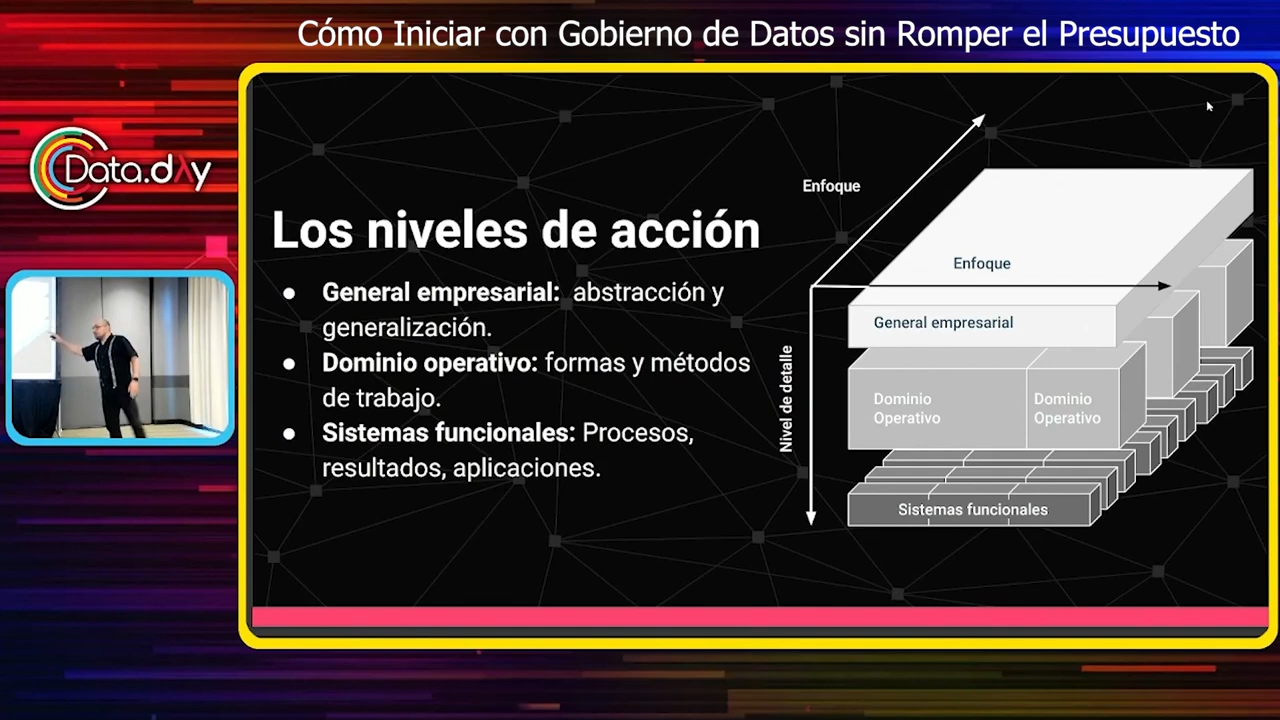 Cómo Iniciar con Gobierno de Datos sin Romper el Presupuesto
Data.dλy
Los niveles de acción
● General empresarial: abstracción y
generalización.
● Dominio operativo: formas y métodos
de trabajo.
● Sistemas funcionales: Procesos,
resultados, aplicaciones.
Enfoque
Enfoque
General empresarial
Nivel de detalle
Dominio
Operativo
Dominio
Operativo
Sistemas funcionales